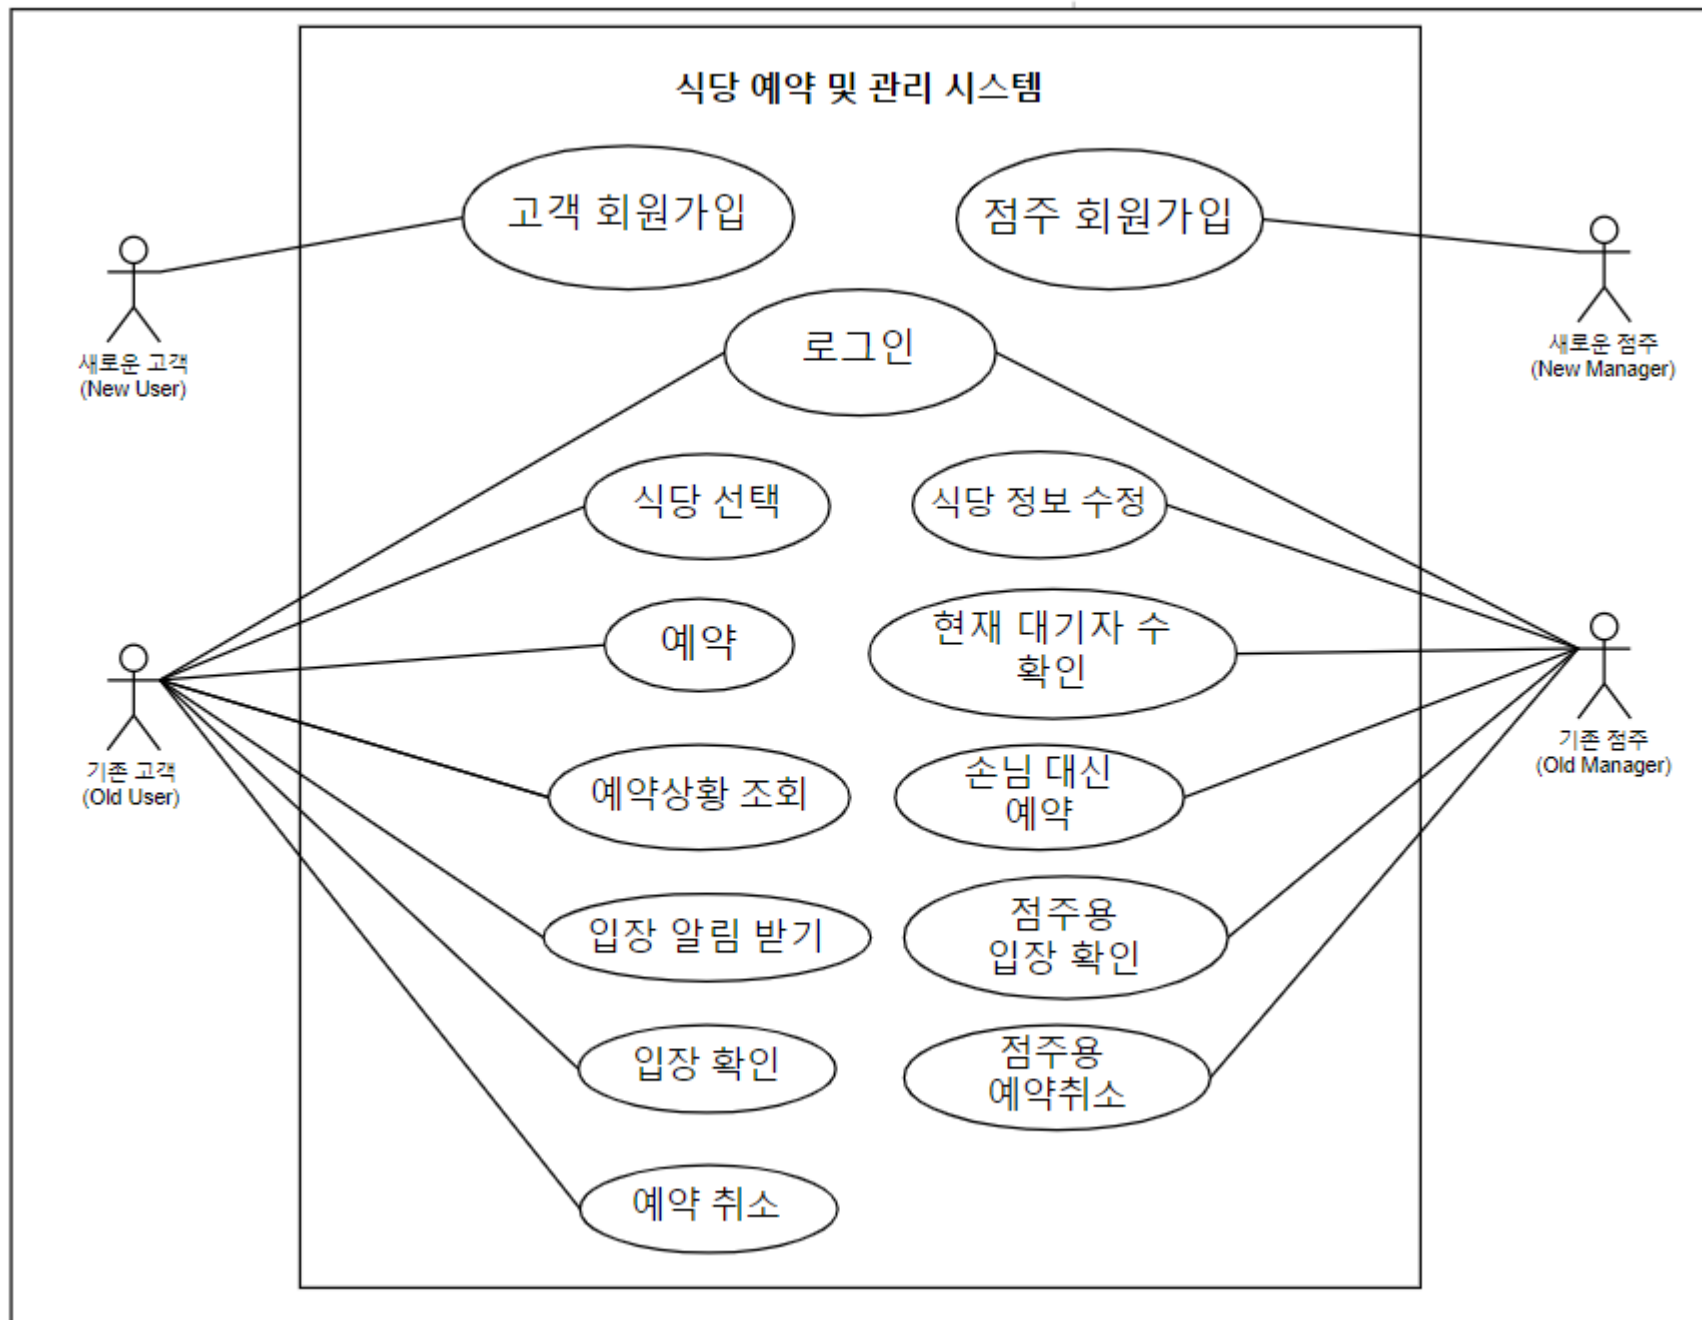 식당 예약 및 관리 시스템
고객 회원가입
점주 회원가입
새로운 고객
(New User)
새로운 점주
(New Manager)
로그인
식당 선택
식당 정보 수정
예약
현재 대기자 수
확인
기존 고객
(Old User)
기존 점주
(Old Manager)
예약상황 조회
손님 대신
예약
입장 알림 받기
점주용
입장 확인
입장 확인
점주용
예약취소
예약 취소